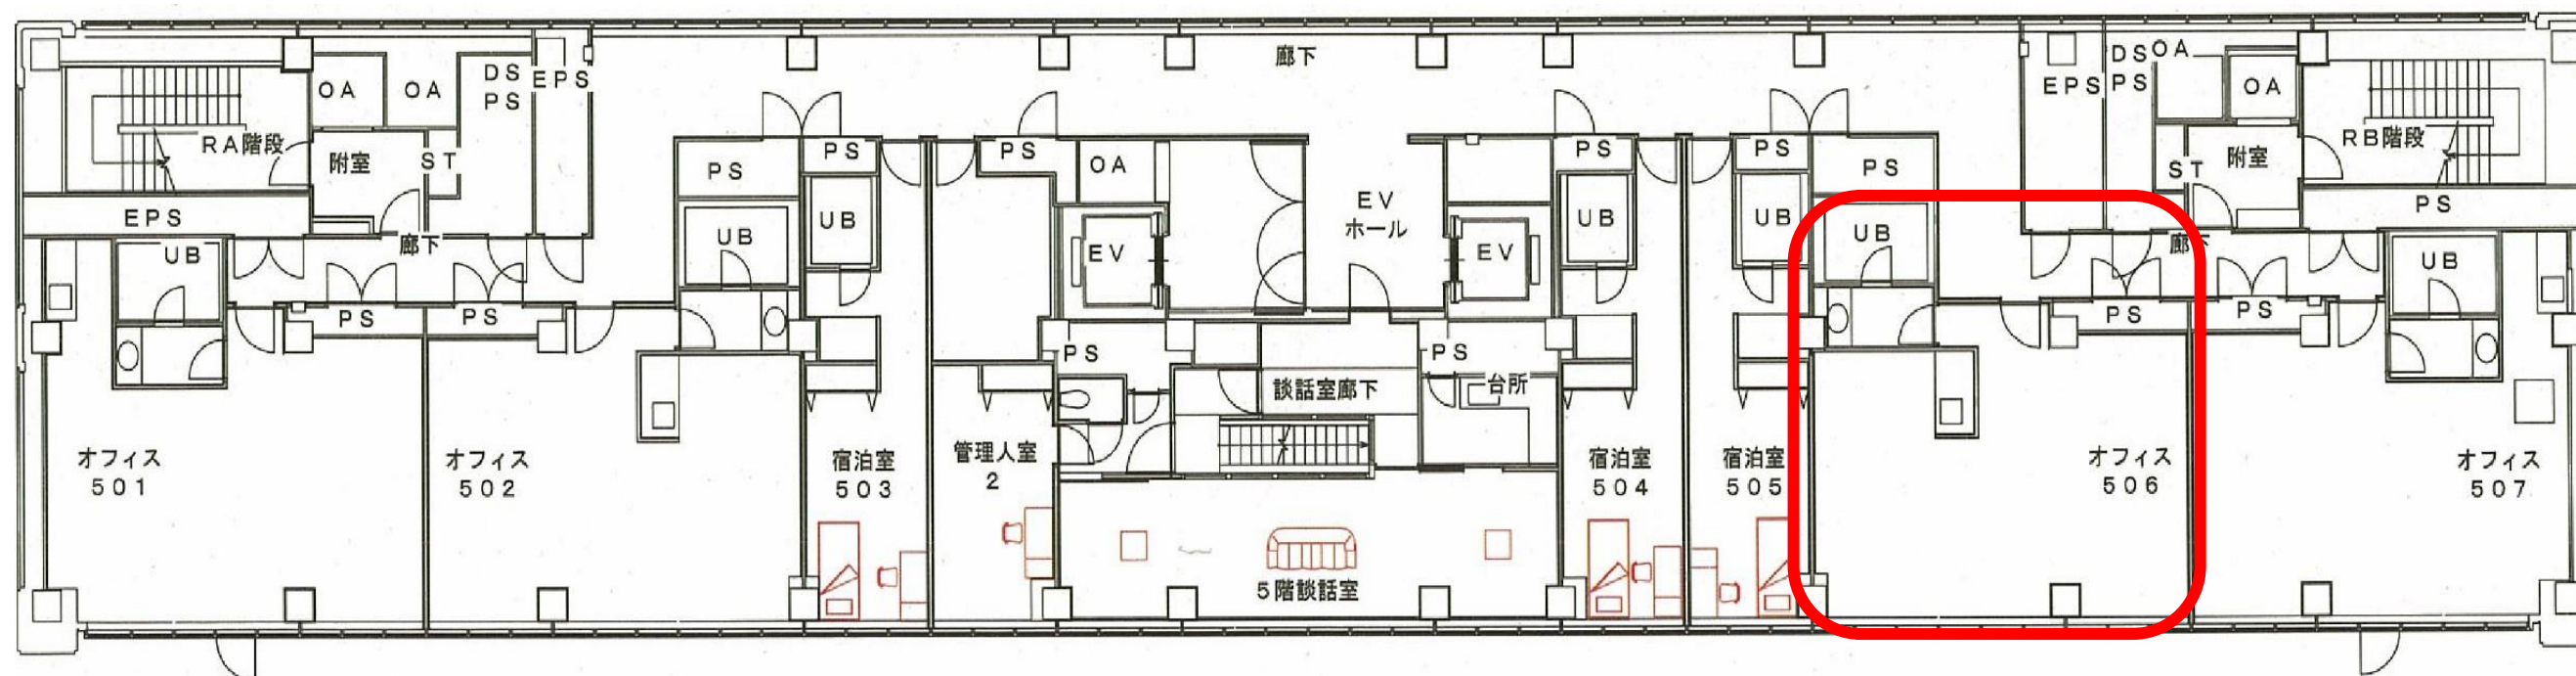 廊下
OA
OA
DS
PS
EPS
RA階段
附室
ST
EPS
UB
廊下
PS
PS
PS
UB
PS
UB
PS
OA
EV
EV
ホール
EV
PS
UB
PS
UB
PS
UB
EPS
DS
PS
OA
OA
RB階段
附室
ST
PS
廊下
UB
PS
PS
PS
PS
談話室廊下
台所
オフィス
501
オフィス
502
宿泊室
503
管理人室
2
5階談話室
宿泊室
504
宿泊室
505
オフィス
506
オフィス
507